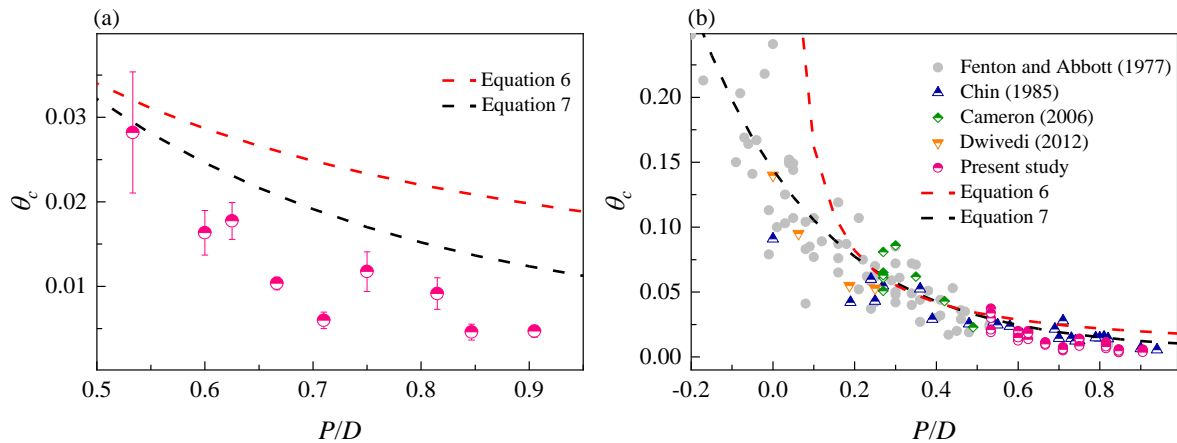 (a)
θc
0.03
0.02
0.01
0.5 0.6 0.7 0.8 0.9
P/D
Equation 6
Equation 7
(b)
θc
0.20
0.15
0.10
0.05
0.00
-0.2 0.0 0.2 0.4 0.6 0.8
P/D
Fenton and Abbott (1977)
Chin (1985)
Cameron (2006)
Dwivedi (2012)
Present study
Equation 6
Equation 7